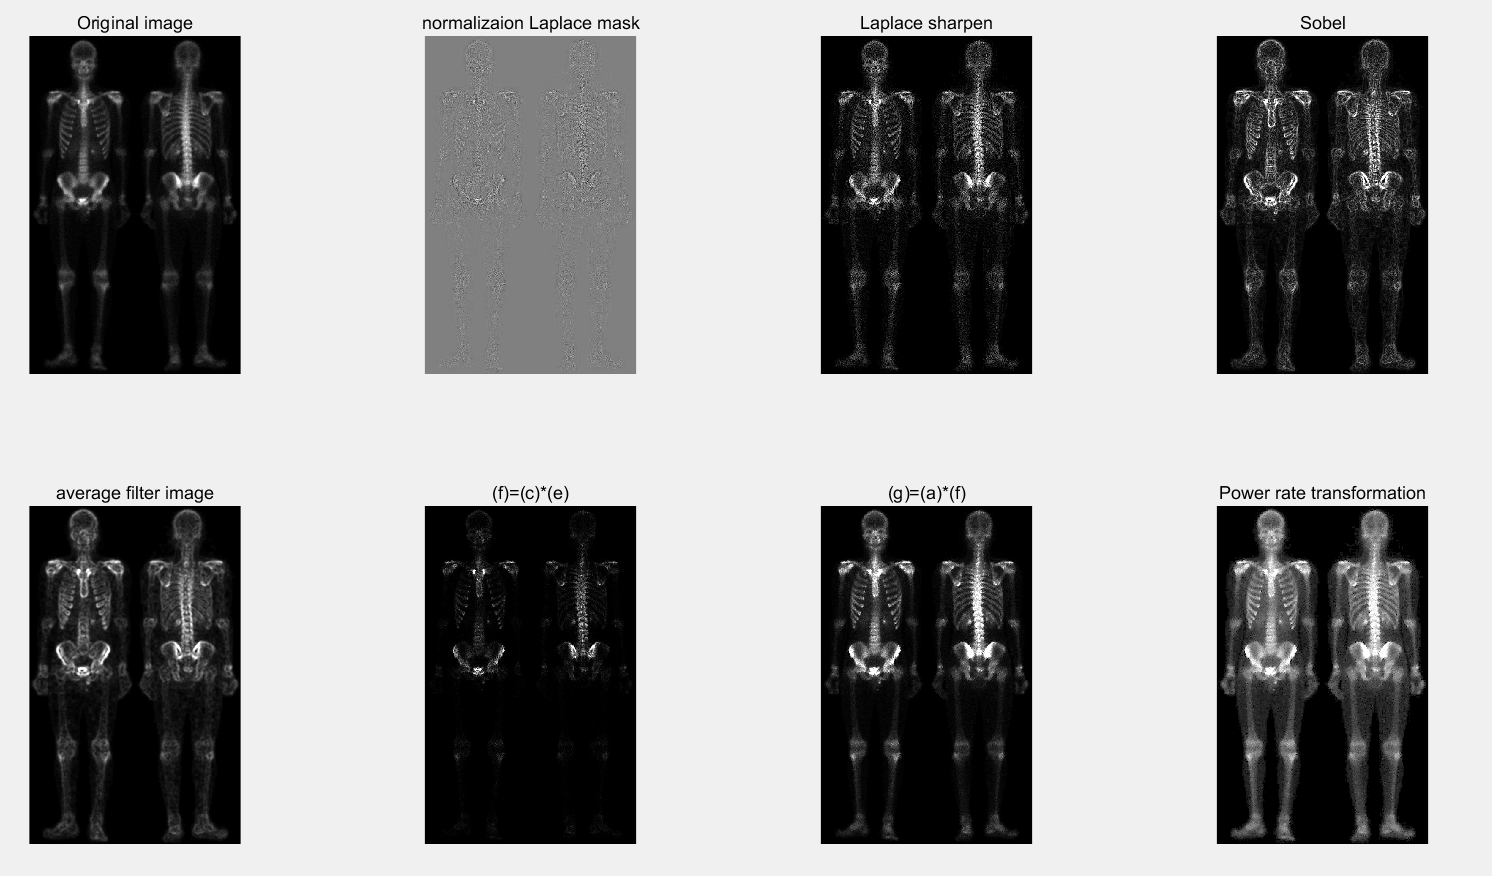 Original image
normalizaion Laplace mask
Laplace sharpen
Sobel
average filter image
(f)=(c)*(e)
(g)=(a)*(f)
Power rate transformation